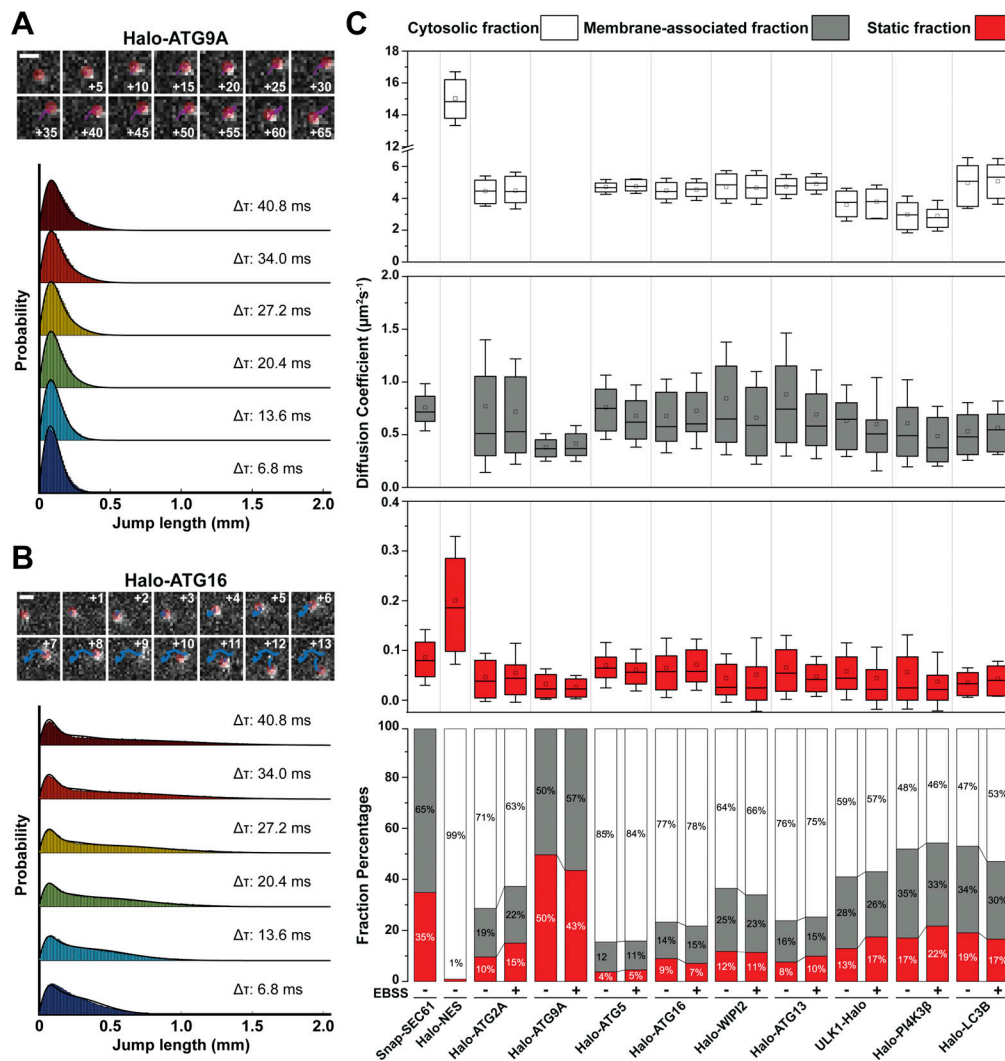 A
Halo-ATG9A
+5 +10 +15 +20 +25 +30
+35 +40 +45 +50 +55 +60 +65
Δτ: 40.8 ms
Δτ: 34.0 ms
Δτ: 27.2 ms
Δτ: 20.4 ms
Δτ: 13.6 ms
Δτ: 6.8 ms
Probability
0 0.5 1.0 1.5 2.0
Jump length (mm)
B
Halo-ATG16
+1 +2 +3 +4 +5 +6
+7 +8 +9 +10 +11 +12 +13
Δτ: 40.8 ms
Δτ: 34.0 ms
Δτ: 27.2 ms
Δτ: 20.4 ms
Δτ: 13.6 ms
Δτ: 6.8 ms
Probability
0 0.5 1.0 1.5 2.0
Jump length (mm)
C
Cytosolic fraction Membrane-associated fraction Static fraction
18
16
14
12
6
4
2
0
2.0
1.5
1.0
0.5
0.0
0.4
0.3
0.2
0.1
0.0
Diffusion Coefficient (µm²s⁻¹)
100
80
60
40
20
0
Fraction Percentages
65% 99% 71% 63% 50% 57% 85% 84% 77% 78% 64% 66% 76% 75% 59% 57% 48% 46% 47% 53%
19% 22% 12 11% 14% 15% 25% 23% 16% 15% 28% 26% 35% 33% 34% 30%
35% 1% 10% 15% 50% 43% 4% 5% 9% 7% 12% 11% 8% 10% 13% 17% 17% 22% 19% 17%
EBSS - - - + - + - + - + - + - + - + - + - +
Snap-SEC61 Halo-NES Halo-ATG2A Halo-ATG9A Halo-ATG5 Halo-ATG16 Halo-WIPI2 Halo-ATG13 ULK1-Halo Halo-PI4K3β Halo-LC3B